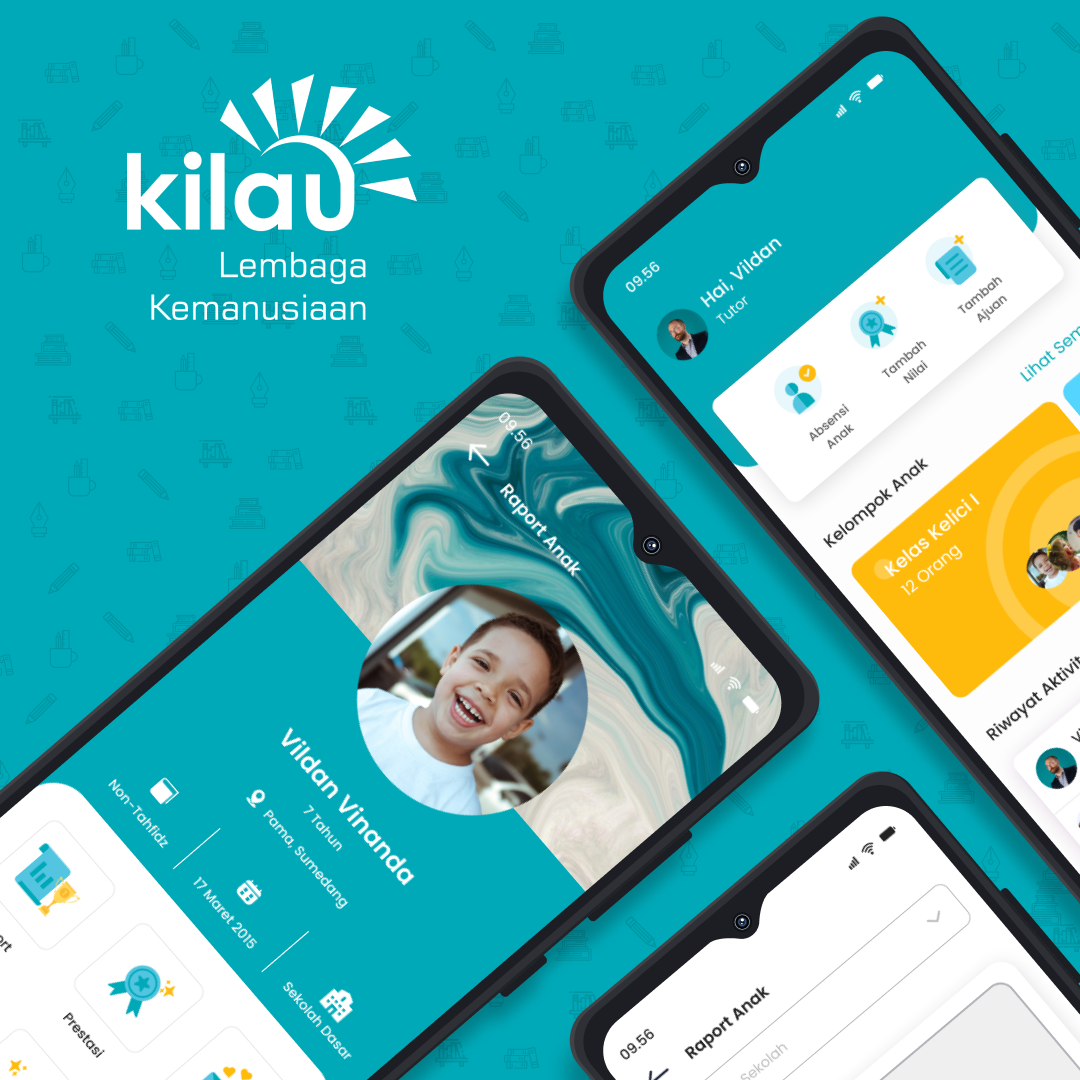 kilau
Lembaga
Kemanusiaan
09.56
Hai, Vildan
Tutor
Absensi
Anak
Tambah
Nilai
Tambah
Ajuan
Lihat Sem
Kelompok Anak
Kelas Kelici I
12 Orang
Riwayat Aktivit
09.56
Raport Anak
Vildan Vinanda
7 Tahun
Pama, Sumedang
Non-Tahfidz
17 Maret 2015
Sekolah Dasar
ort
Prestasi
09.56
Raport Anak
Sekolah